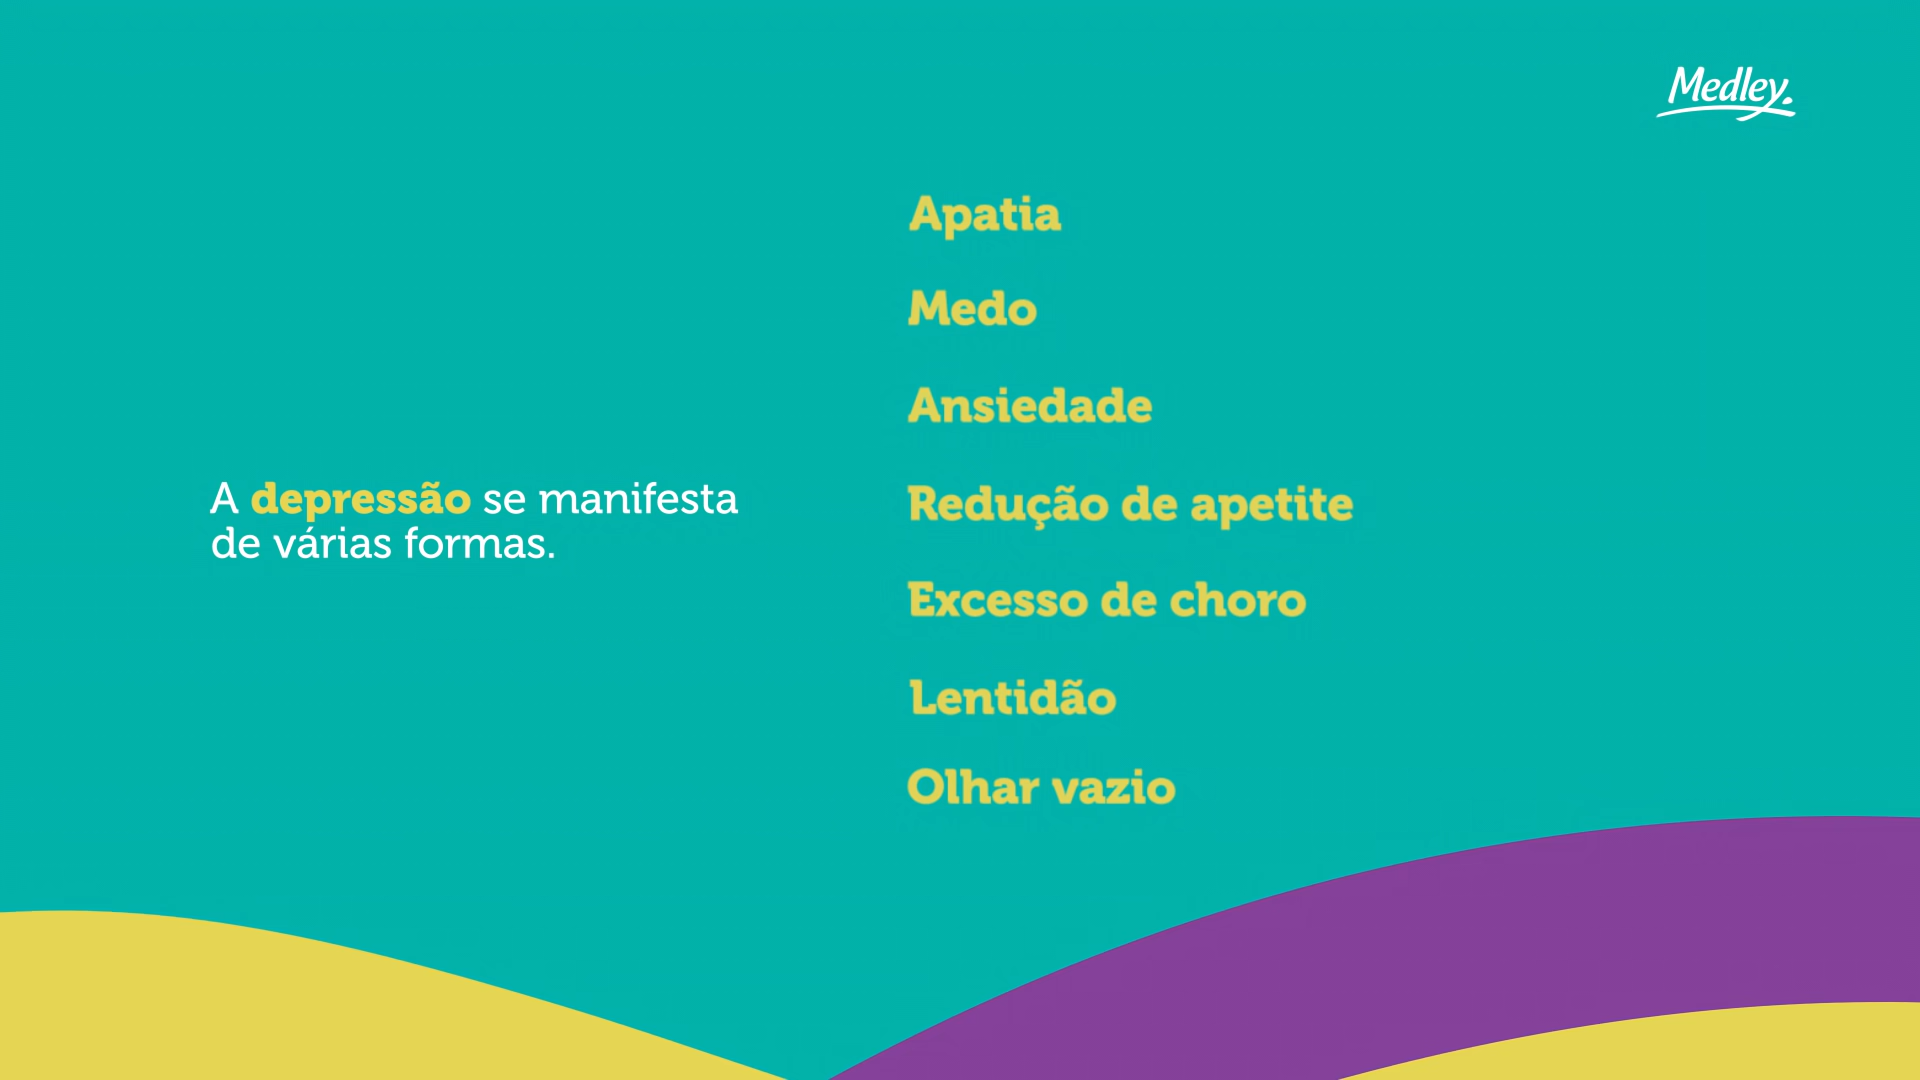 Medley.
A depressão se manifesta
de várias formas.
Apatia
Medo
Ansiedade
Redução de apetite
Excesso de choro
Lentidão
Olhar vazio